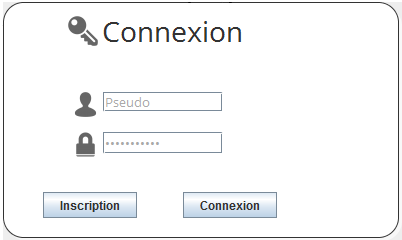 Connexion
Pseudo
•••••••••••
Inscription
Connexion